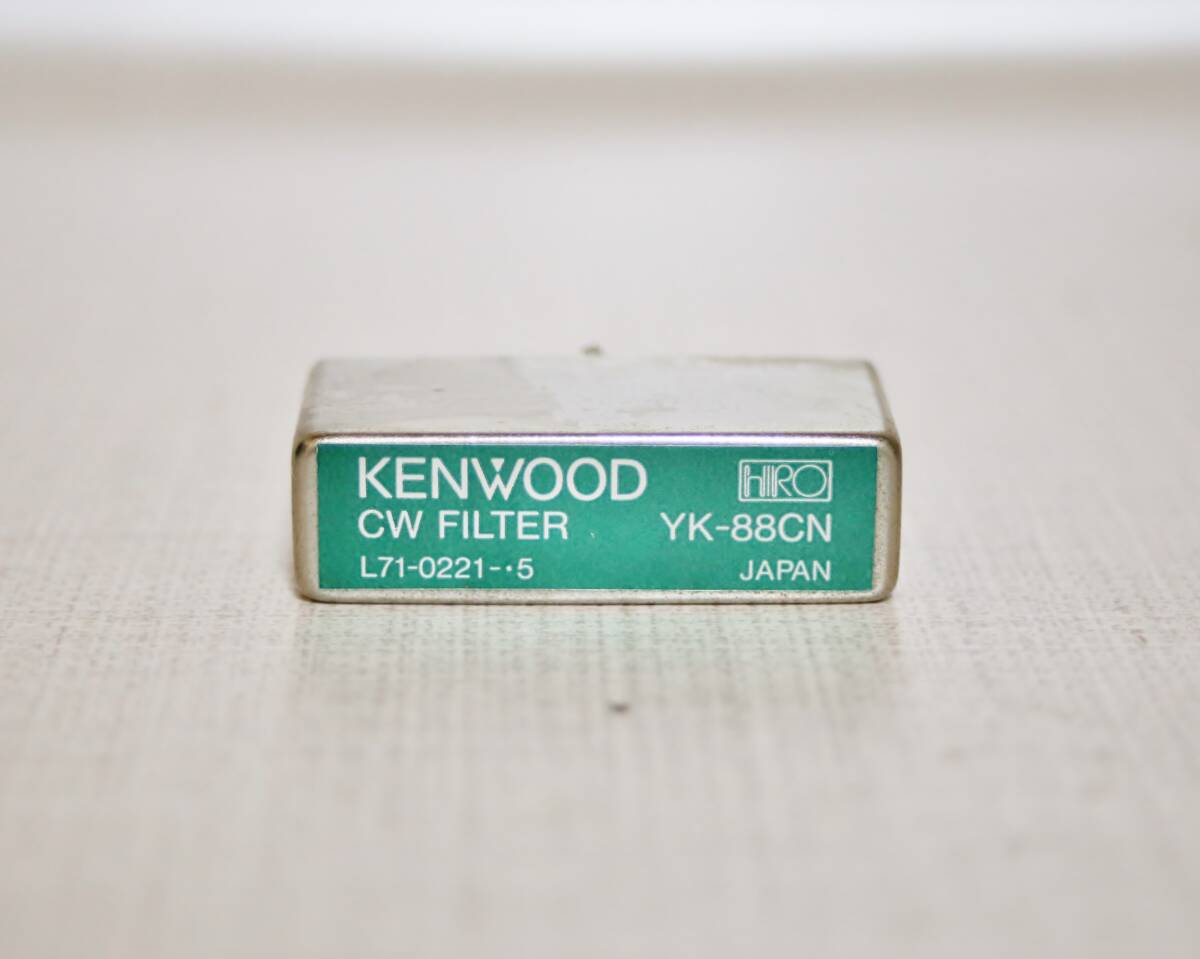 KENWOOD HIRO
CW FILTER YK-88CN
L71-0221-·5 JAPAN